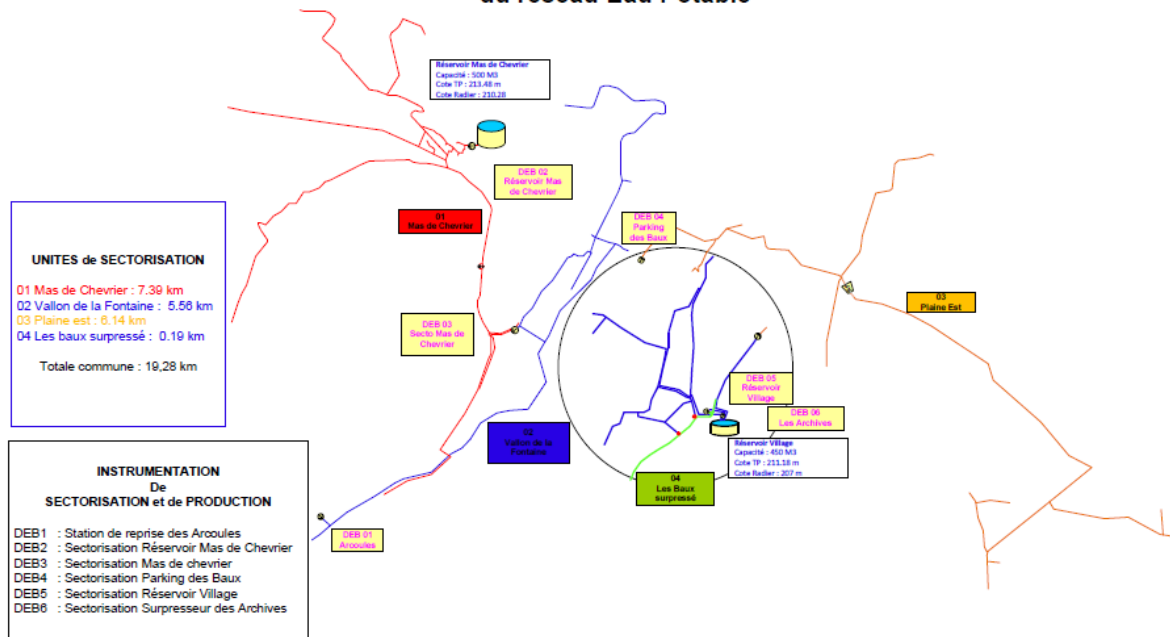 du réseau Eau Potable
Réservoir Mas de Chevrier
Capacité : 500 M3
Cote TP : 213.48 m
Cote Radier : 210.28
DEB 02
Réservoir Mas
de Chevrier
01
Mas de Chevrier
DEB 04
Parking
des Baux
UNITES de SECTORISATION
01 Mas de Chevrier : 7.39 km
02 Vallon de la Fontaine : 5.56 km
03 Plaine est : 6.14 km
04 Les baux surpressé : 0.19 km
Totale commune : 19,28 km
03
Plaine Est
DEB 03
Secto Mas de
Chevrier
DEB 05
Réservoir
Village
DEB 06
Les Archives
02
Vallon de la
Fontaine
Réservoir Village
Capacité : 450 M3
Cote TP : 211.18 m
Cote Radier : 207 m
04
Les Baux
surpressé
INSTRUMENTATION
De
SECTORISATION et de PRODUCTION
DEB1 : Station de reprise des Arcoules
DEB2 : Sectorisation Réservoir Mas de Chevrier
DEB3 : Sectorisation Mas de chevrier
DEB4 : Sectorisation Parking des Baux
DEB5 : Sectorisation Réservoir Village
DEB6 : Sectorisation Surpresseur des Archives
DEB 01
Arcoules